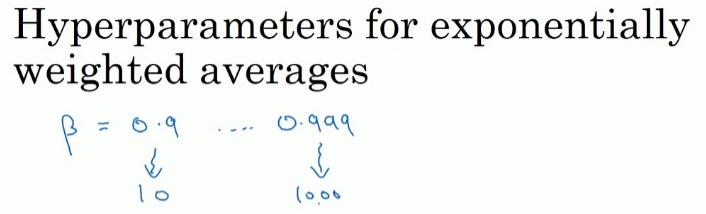 Hyperparameters for exponentially
weighted averages
β = 0.9 .... 0.999
10 1000